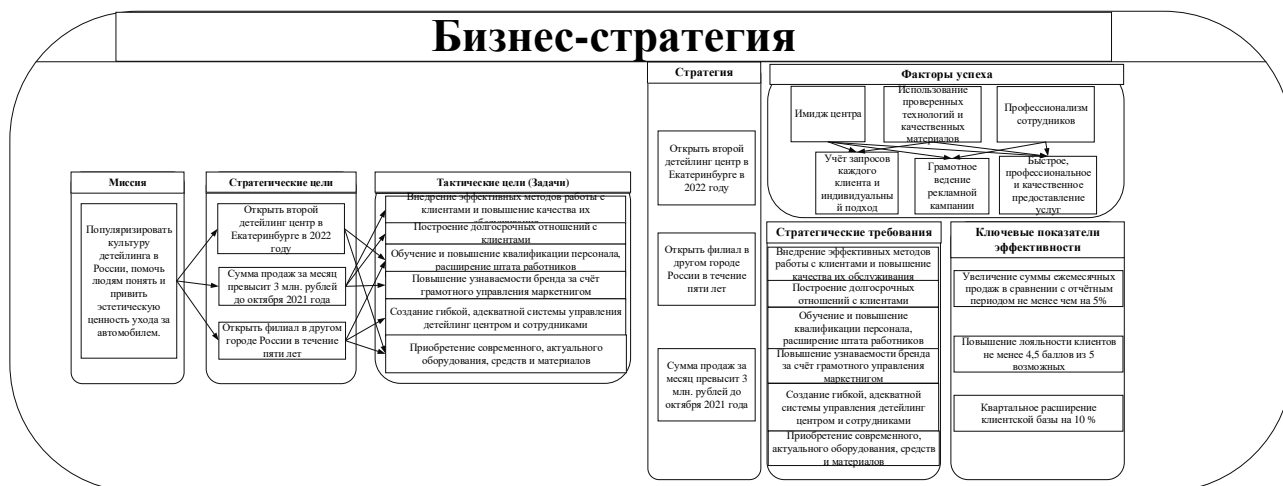 Бизнес-стратегия
Миссия
Популяризировать
культуру
детейлинга в
России, помочь
людям понять и
привить
эстетическую
ценность ухода за
автомобилем.
Стратегические цели
Открыть второй
детейлинг центр в
Екатеринбурге в 2022
году
Сумма продаж за месяц
превысит 3 млн. рублей
до октября 2021 года
Открыть филиал в другом
городе России в течение
пяти лет
Тактические цели (Задачи)
Внедрение эффективных методов работы с
клиентами и повышение качества их
обслуживания
Построение долгосрочных отношений с
клиентами
Обучение и повышение квалификации персонала,
расширение штата работников
Повышение узнаваемости бренда за счёт
грамотного управления маркетнигом
Создание гибкой, адекватной системы управления
детейлинг центром и сотрудниками
Приобретение современного, актуального
оборудования, средств и материалов
Стратегия
Открыть второй
детейлинг центр в
Екатеринбурге в
2022 году
Открыть филиал в
другом городе
России в течение
пяти лет
Сумма продаж за
месяц превысит 3
млн. рублей до
октября 2021 года
Факторы успеха
Имидж центра
Использование
проверенных
технологий и
качественных
материалов
Профессионализм
сотрудников
Учёт запросов
каждого
клиента и
индивидуальны
й подход
Грамотное
ведение
рекламной
кампании
Быстрое,
профессиональное
и качественное
предоставление
услуг
Стратегические требования
Внедрение эффективных методов
работы с клиентами и повышение
качества их обслуживания
Построение долгосрочных
отношений с клиентами
Обучение и повышение
квалификации персонала,
расширение штата работников
Повышение узнаваемости бренда
за счёт грамотного управления
маркетнигом
Создание гибкой, адекватной
системы управления детейлинг
центром и сотрудниками
Приобретение современного,
актуального оборудования, средств
и материалов
Ключевые показатели
эффективности
Увеличение суммы ежемесячных
продаж в сравнении с отчётным
периодом не менее чем на 5%
Повышение лояльности клиентов
не менее 4,5 баллов из 5
возможных
Квартальное расширение
клиентской базы на 10 %